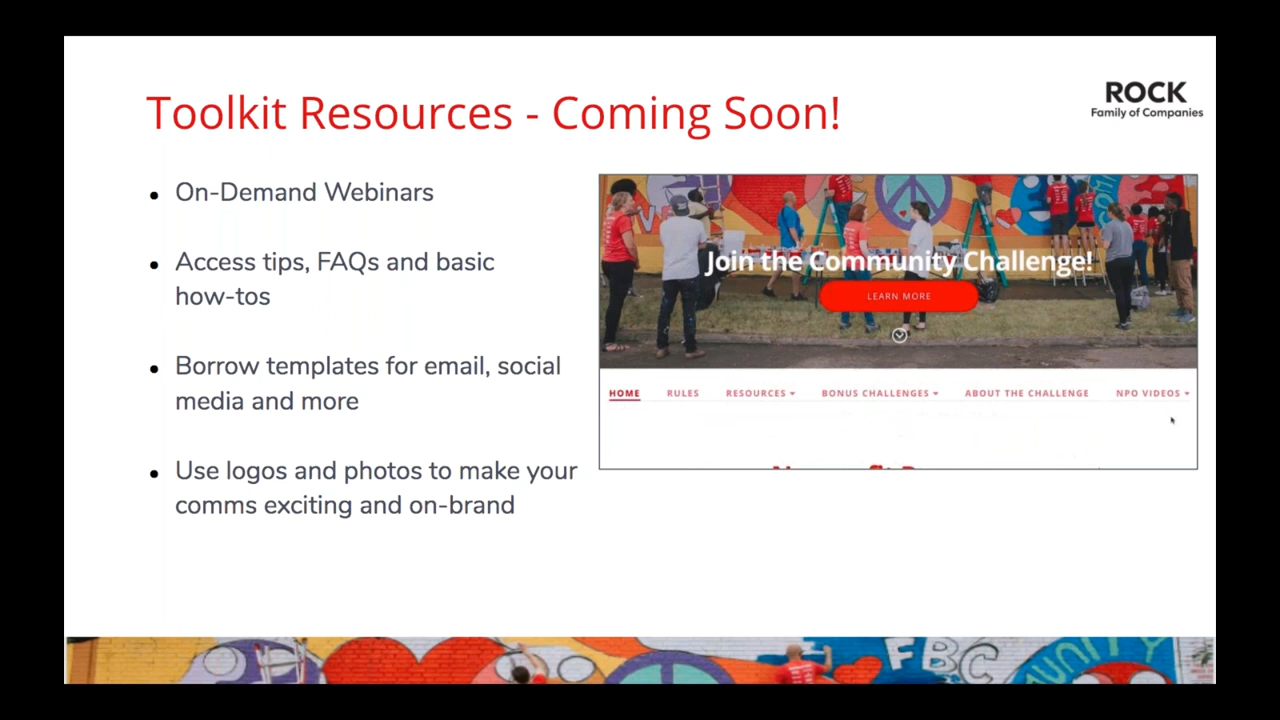 Toolkit Resources - Coming Soon!
ROCK
Family of Companies
• On-Demand Webinars
• Access tips, FAQs and basic
how-tos
• Borrow templates for email, social
media and more
• Use logos and photos to make your
comms exciting and on-brand
Join the Community Challenge!
LEARN MORE
HOME RULES RESOURCES BONUS CHALLENGES ABOUT THE CHALLENGE NPO VIDEOS
FBC